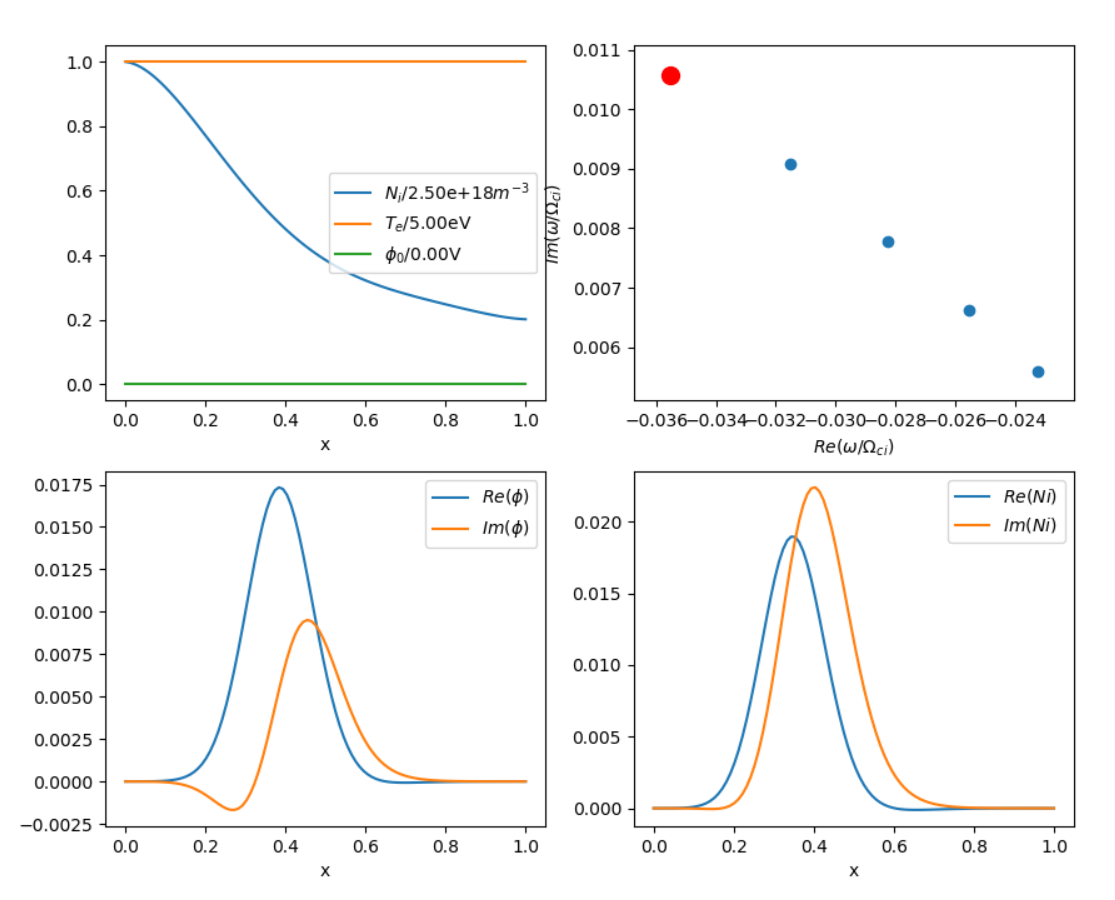 1.0
0.8
0.6
0.4
0.2
0.0
N_i/2.50e+18m^{-3}
T_e/5.00eV
ϕ_0/0.00V
0.0 0.2 0.4 0.6 0.8 1.0
x
0.011
0.010
0.009
0.008
0.007
0.006
Im(ω/Ω_{ci})
−0.036 −0.034 −0.032 −0.030 −0.028 −0.026 −0.024
Re(ω/Ω_{ci})
0.0175
0.0150
0.0125
0.0100
0.0075
0.0050
0.0025
0.0000
−0.0025
Re(ϕ)
Im(ϕ)
0.0 0.2 0.4 0.6 0.8 1.0
x
0.020
0.015
0.010
0.005
0.000
Re(Ni)
Im(Ni)
0.0 0.2 0.4 0.6 0.8 1.0
x